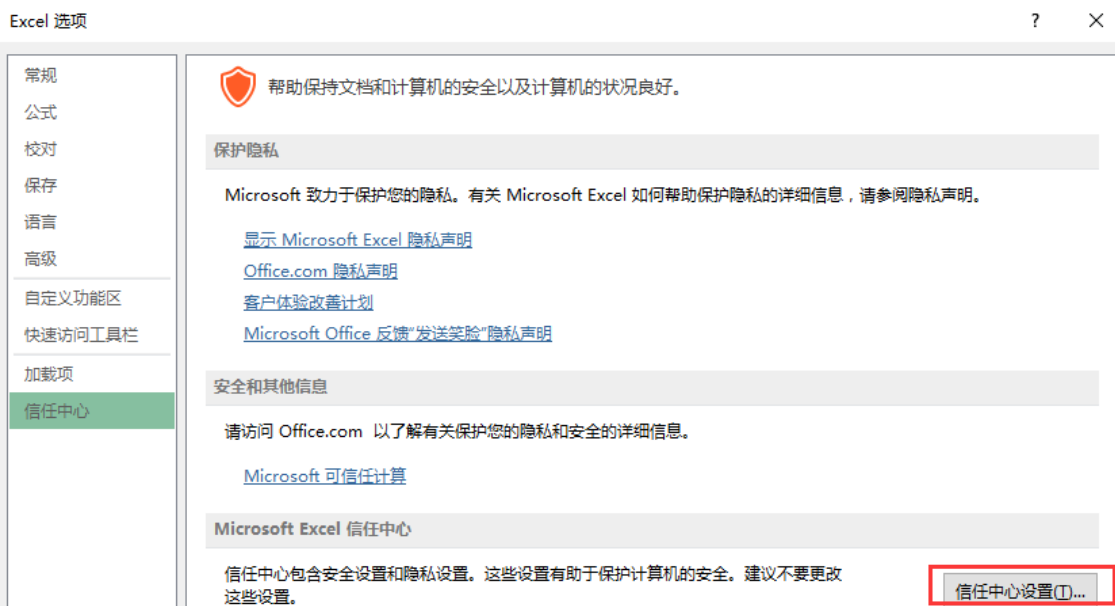 Excel 选项
?
常规
公式
校对
保存
语言
高级
自定义功能区
快速访问工具栏
加载项
信任中心
帮助保持文档和计算机的安全以及计算机的状况良好。
保护隐私
Microsoft 致力于保护您的隐私。有关 Microsoft Excel 如何帮助保护隐私的详细信息，请参阅隐私声明。
显示 Microsoft Excel 隐私声明
Office.com 隐私声明
客户体验改善计划
Microsoft Office 反馈“发送笑脸”隐私声明
安全和其他信息
请访问 Office.com 以了解有关保护您的隐私和安全的详细信息。
Microsoft 可信任计算
Microsoft Excel 信任中心
信任中心包含安全设置和隐私设置。这些设置有助于保护计算机的安全。建议不要更改
这些设置。
信任中心设置(T)...